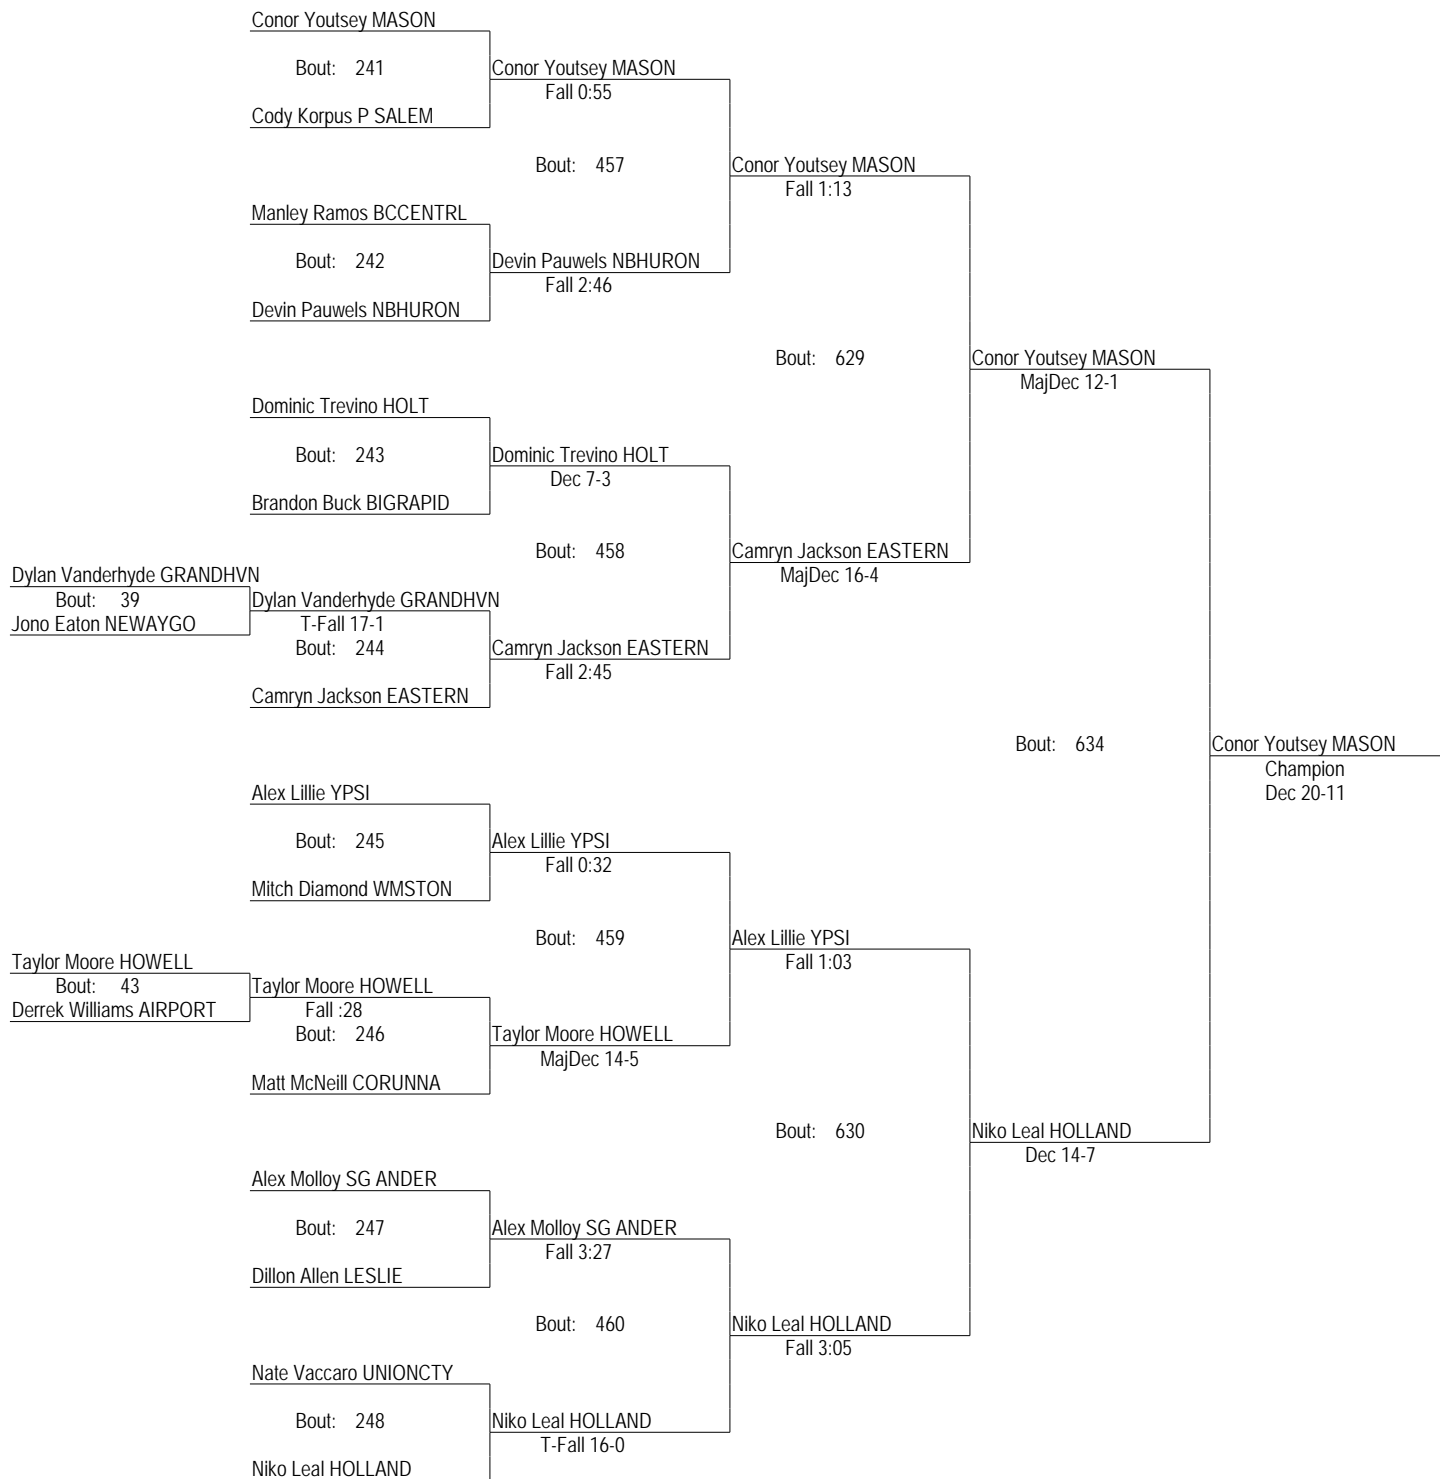 Conor Youtsey MASON
Bout: 241
Conor Youtsey MASON
Fall 0:55
Cody Korpus P SALEM
Bout: 457
Conor Youtsey MASON
Fall 1:13
Manley Ramos BCCENTRL
Bout: 242
Devin Pauwels NBHURON
Fall 2:46
Devin Pauwels NBHURON
Bout: 629
Conor Youtsey MASON
MajDec 12-1
Dominic Trevino HOLT
Bout: 243
Dominic Trevino HOLT
Dec 7-3
Brandon Buck BIGRAPID
Bout: 458
Camryn Jackson EASTERN
MajDec 16-4
Dylan Vanderhyde GRANDHVN
Bout: 39
Dylan Vanderhyde GRANDHVN
Jono Eaton NEWAYGO
T-Fall 17-1
Bout: 244
Camryn Jackson EASTERN
Fall 2:45
Camryn Jackson EASTERN
Bout: 634
Conor Youtsey MASON
Champion
Dec 20-11
Alex Lillie YPSI
Bout: 245
Alex Lillie YPSI
Fall 0:32
Mitch Diamond WMSTON
Bout: 459
Alex Lillie YPSI
Fall 1:03
Taylor Moore HOWELL
Bout: 43
Taylor Moore HOWELL
Derrek Williams AIRPORT
Fall :28
Bout: 246
Taylor Moore HOWELL
MajDec 14-5
Matt McNeill CORUNNA
Bout: 630
Niko Leal HOLLAND
Dec 14-7
Alex Molloy SG ANDER
Bout: 247
Alex Molloy SG ANDER
Fall 3:27
Dillon Allen LESLIE
Bout: 460
Niko Leal HOLLAND
Fall 3:05
Nate Vaccaro UNIONCTY
Bout: 248
Niko Leal HOLLAND
T-Fall 16-0
Niko Leal HOLLAND